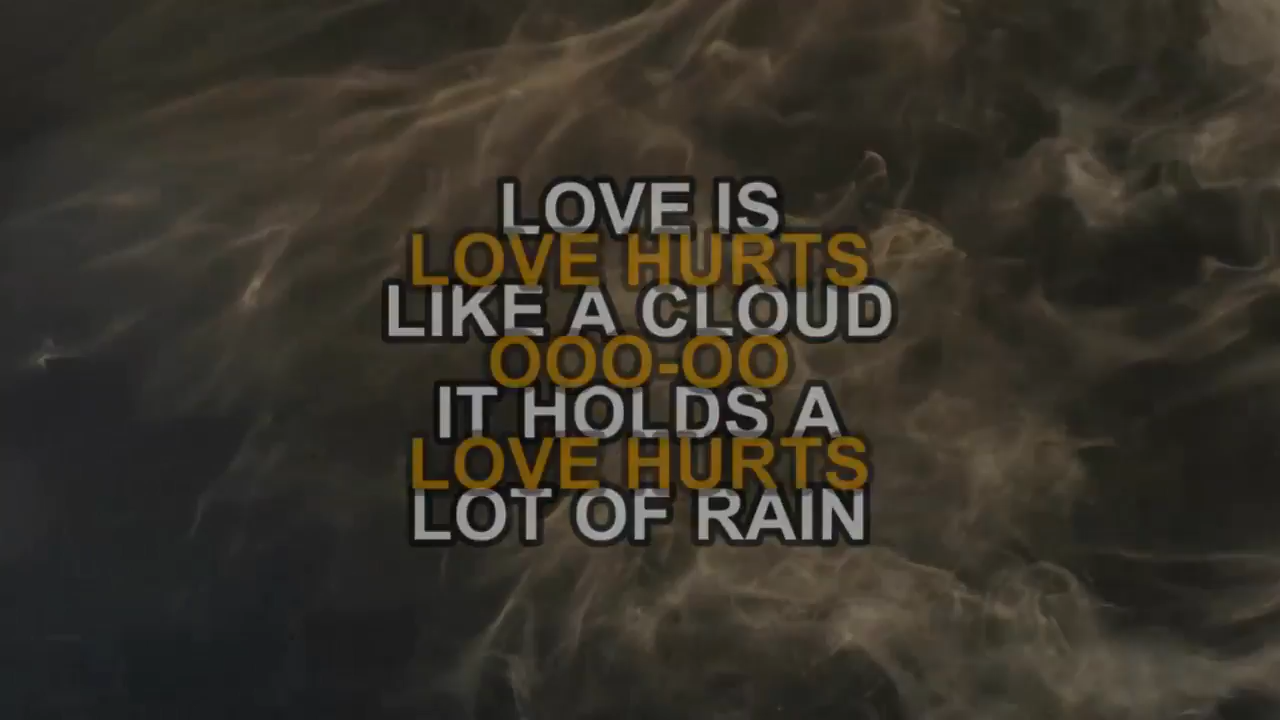 LOVE IS
LOVE HURTS
LIKE A CLOUD
OOO-OO
IT HOLDS A
LOVE HURTS
LOT OF RAIN